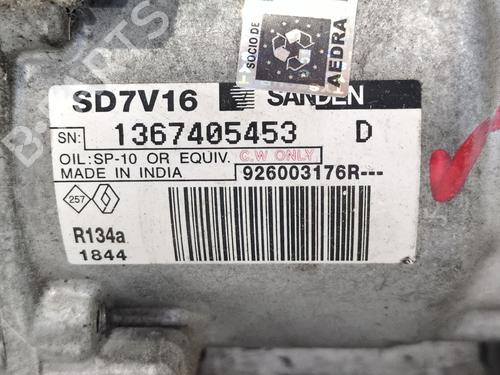 SOCIO DE
AEDRA
SD7V16 SANDEN
SN: 1367405453 D
OIL:SP-10 OR EQUIV. C.W ONLY.
MADE IN INDIA 926003176R---
257
R134a
1844